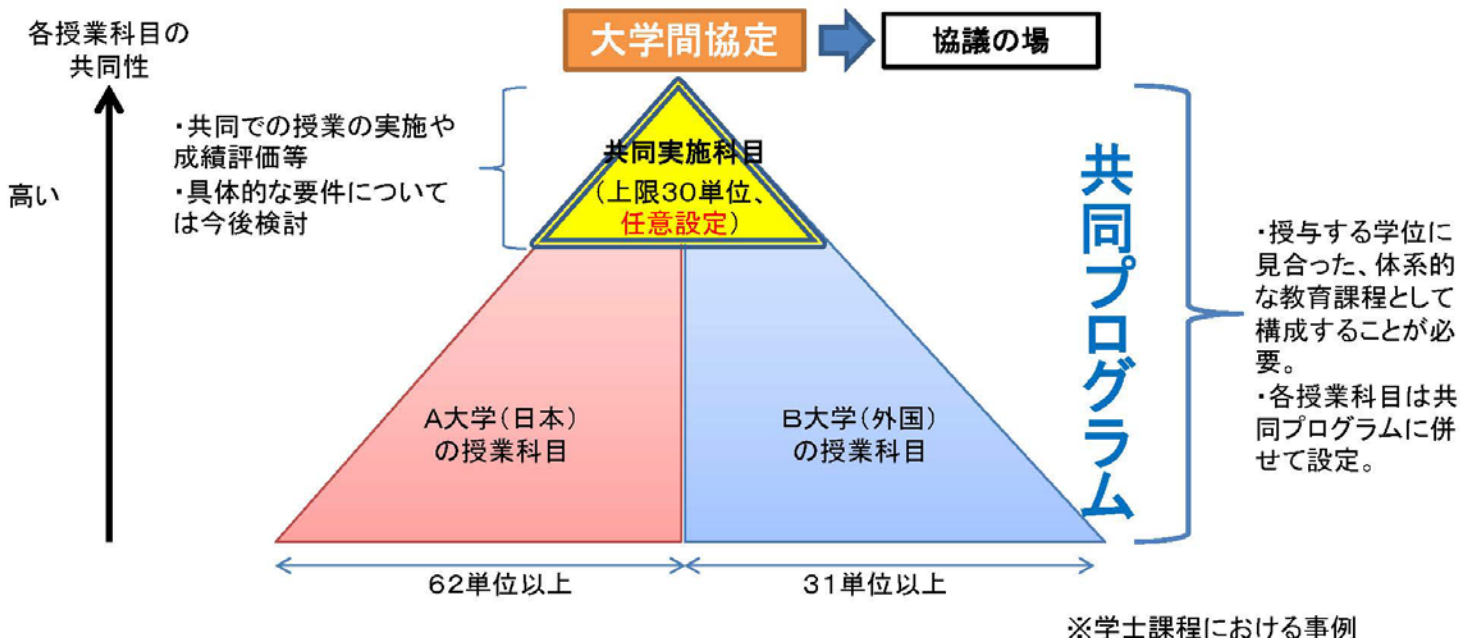 各授業科目の
共同性
高い
大学間協定
協議の場
・共同での授業の実施や
成績評価等
・具体的な要件について
は今後検討
共同実施科目
（上限30単位、
任意設定）
A大学（日本）
の授業科目
B大学（外国）
の授業科目
共同プログラム
・授与する学位に
見合った、体系的
な教育課程として
構成することが必
要。
・各授業科目は共
同プログラムに併
せて設定。
62単位以上
31単位以上
※学士課程における事例